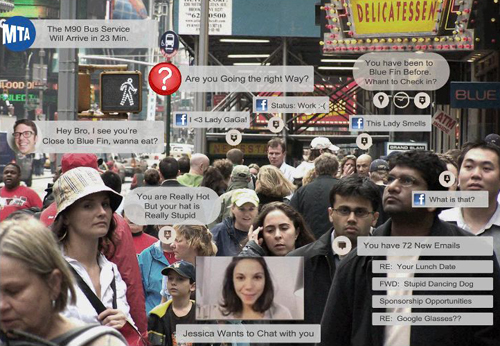 MTA
The M90 Bus Service
Will Arrive in 23 Min.
DELICATESSEN
?
Are you Going the right Way?
You have been to
Blue Fin Before.
Whant to Check in?
BLUE
f Status: Work :-(
f I <3 Lady GaGa!
f This Lady Smells
Hey Bro, I see you're
Close to Blue Fin, wanna eat?
GRAND SLAM
You are Really Hot
But your hat is
Really Stupid
f What is that?
You have 72 New Emails
RE: Your Lunch Date
FWD: Stupid Dancing Dog
Sponsorship Opportunities
RE: Google Glasses??
Jessica Wants to Chat with you